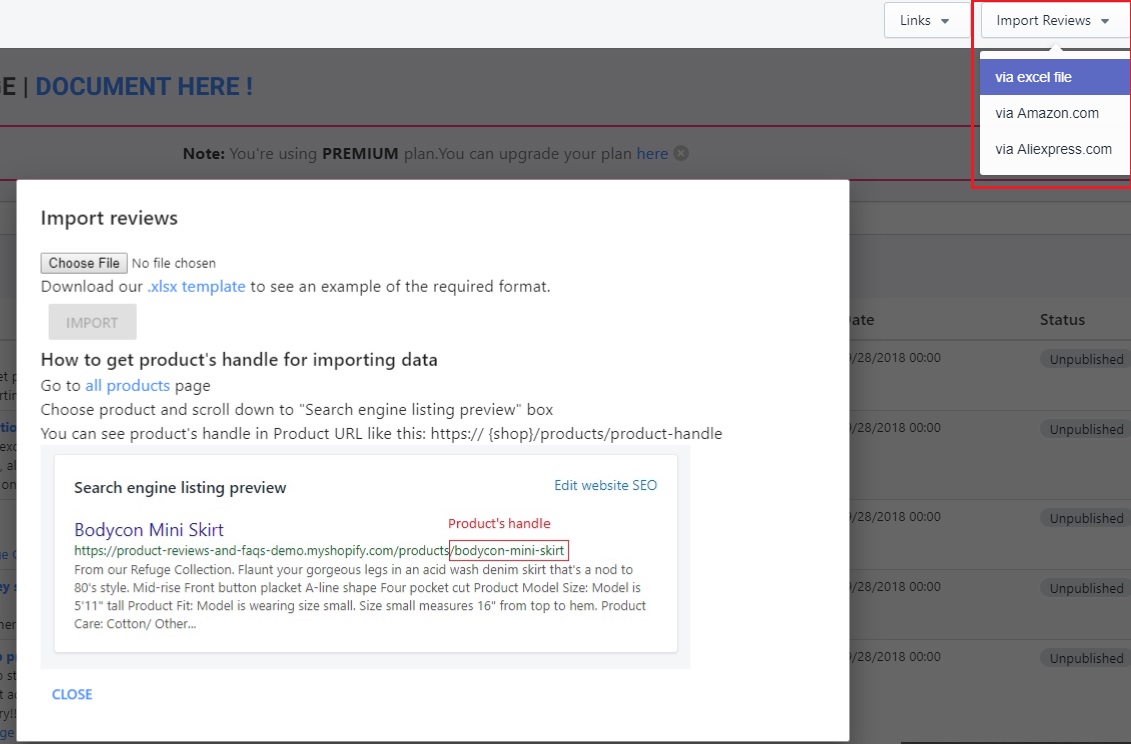 Links
Import Reviews
via excel file
via Amazon.com
via Aliexpress.com
GE | DOCUMENT HERE !
Note: You're using PREMIUM plan.You can upgrade your plan here
Import reviews
Choose File No file chosen
Download our .xlsx template to see an example of the required format.
IMPORT
How to get product's handle for importing data
Go to all products page
Choose product and scroll down to "Search engine listing preview" box
You can see product's handle in Product URL like this: https:// {shop}/products/product-handle
Search engine listing preview
Edit website SEO
Bodycon Mini Skirt
Product's handle
https://product-reviews-and-faqs-demo.myshopify.com/products/bodycon-mini-skirt
From our Refuge Collection. Flaunt your gorgeous legs in an acid wash denim skirt that's a nod to
80's style. Mid-rise Front button placket A-line shape Four pocket cut Product Model Size: Model is
5'11" tall Product Fit: Model is wearing size small. Size small measures 16" from top to hem. Product
Care: Cotton/ Other...
CLOSE
ate
Status
/28/2018 00:00
Unpublished
/28/2018 00:00
Unpublished
/28/2018 00:00
Unpublished
/28/2018 00:00
Unpublished
/28/2018 00:00
Unpublished